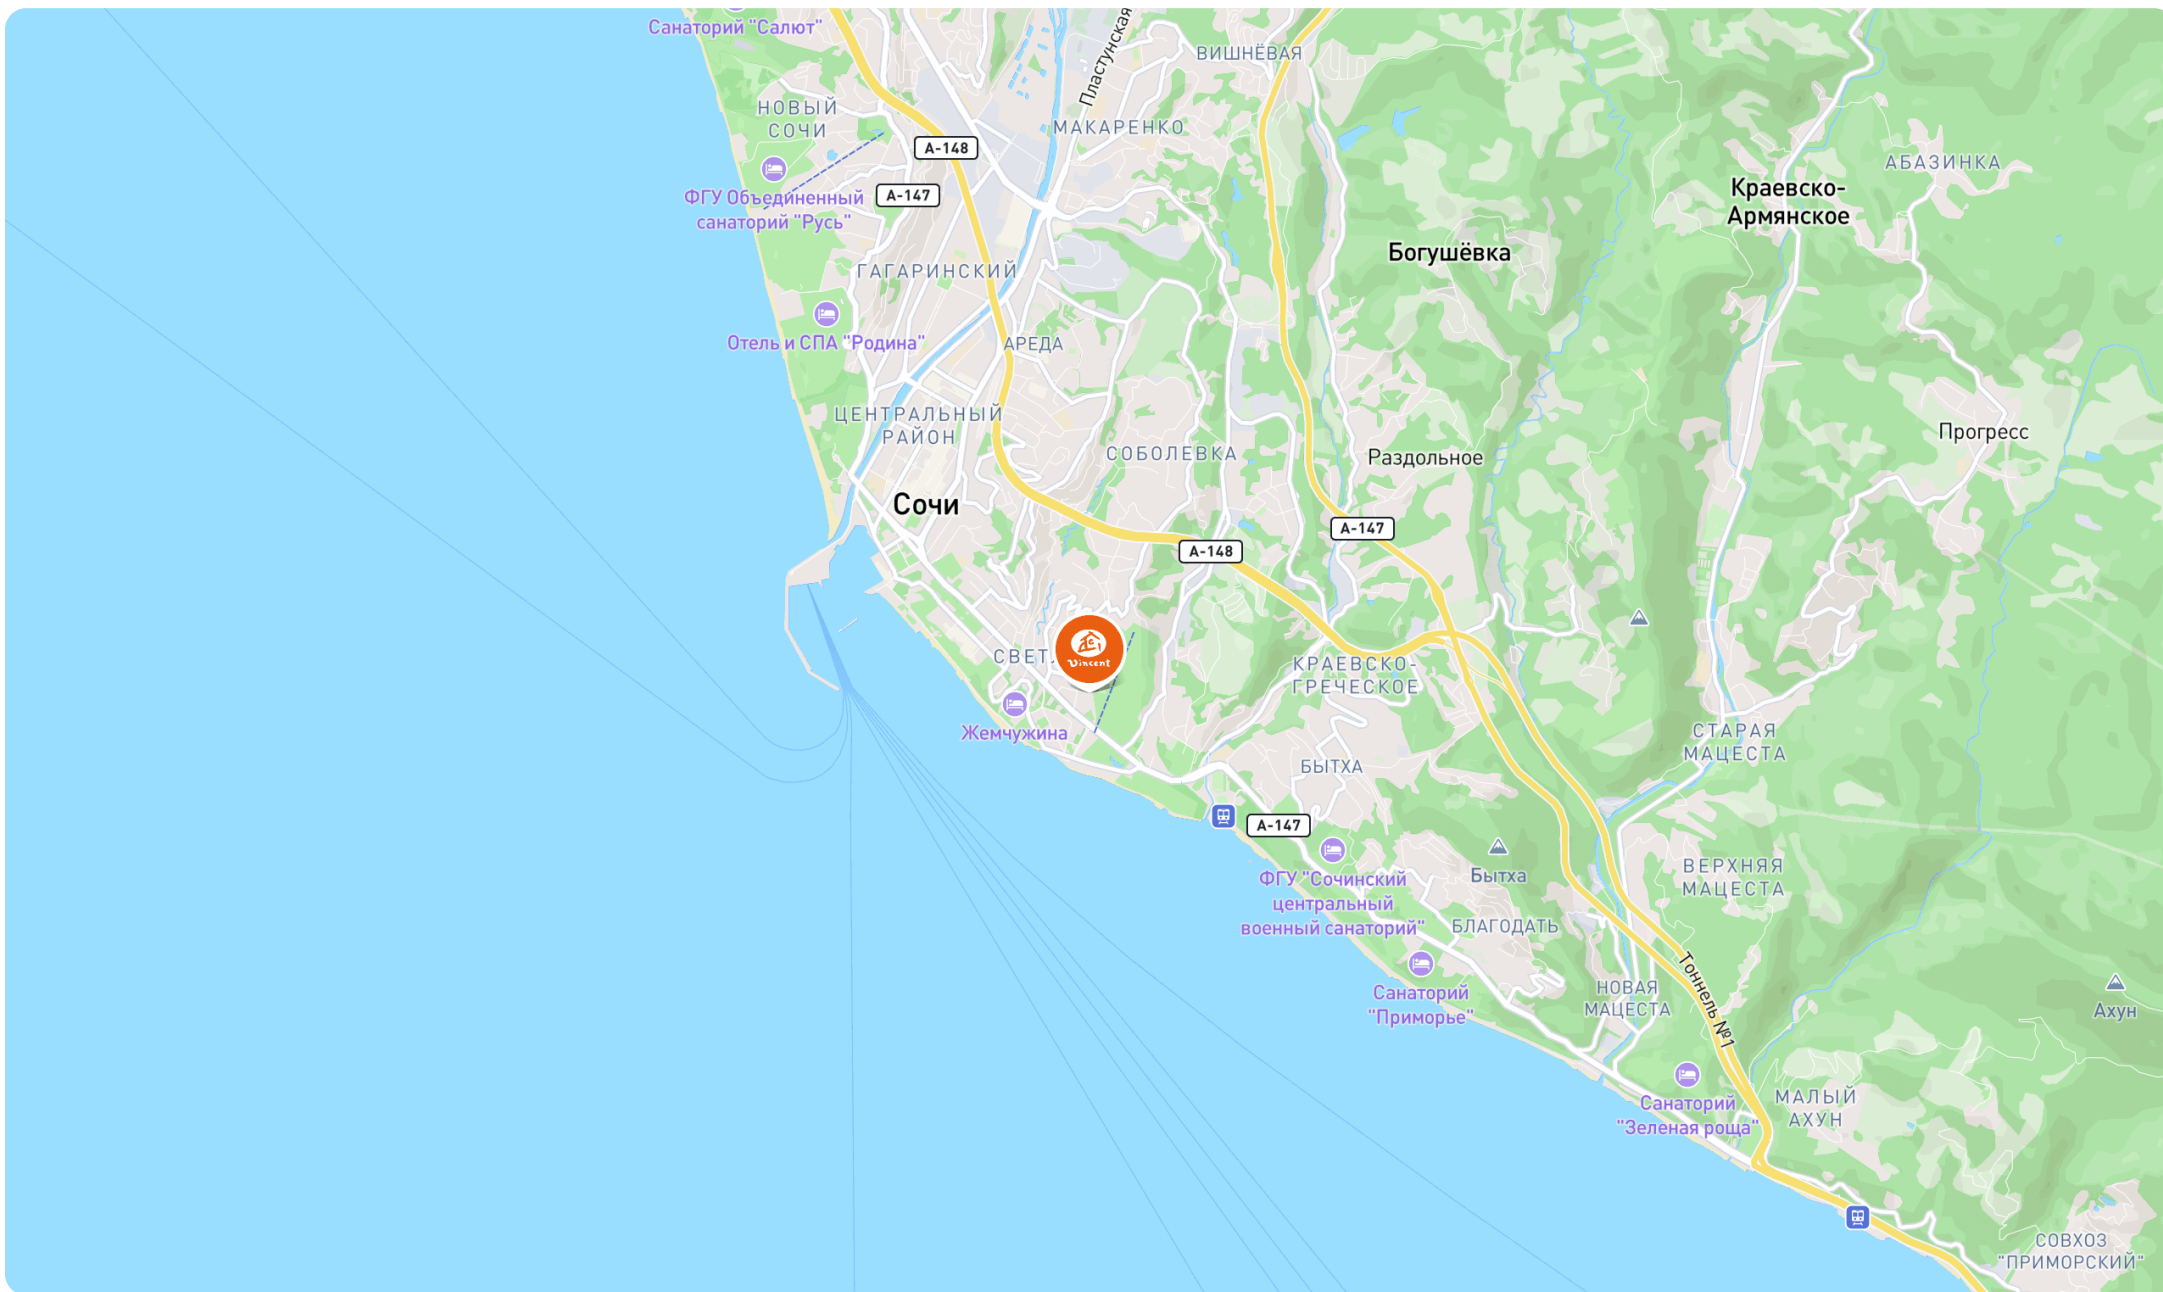 Санаторий "Салют"
Пластунская
ВИШНЁВАЯ
НОВЫЙ
СОЧИ
МАКАРЕНКО
А-148
АБАЗИНКА
ФГУ Объединенный
санаторий "Русь"
А-147
Краевско-
Армянское
Богушёвка
ГАГАРИНСКИЙ
Отель и СПА "Родина"
АРЕДА
ЦЕНТРАЛЬНЫЙ
РАЙОН
Прогресс
СОБОЛЕВКА
Раздольное
Сочи
А-147
А-148
Vincent
СВЕТ
КРАЕВСКО-
ГРЕЧЕСКОЕ
Жемчужина
СТАРАЯ
МАЦЕСТА
БЫТХА
А-147
ФГУ "Сочинский
центральный
военный санаторий"
Бытха
ВЕРХНЯЯ
МАЦЕСТА
БЛАГОДАТЬ
Тоннель №1
Санаторий
"Приморье"
НОВАЯ
МАЦЕСТА
Ахун
Санаторий
"Зеленая роща"
МАЛЫЙ
АХУН
СОВХОЗ
"ПРИМОРСКИЙ"